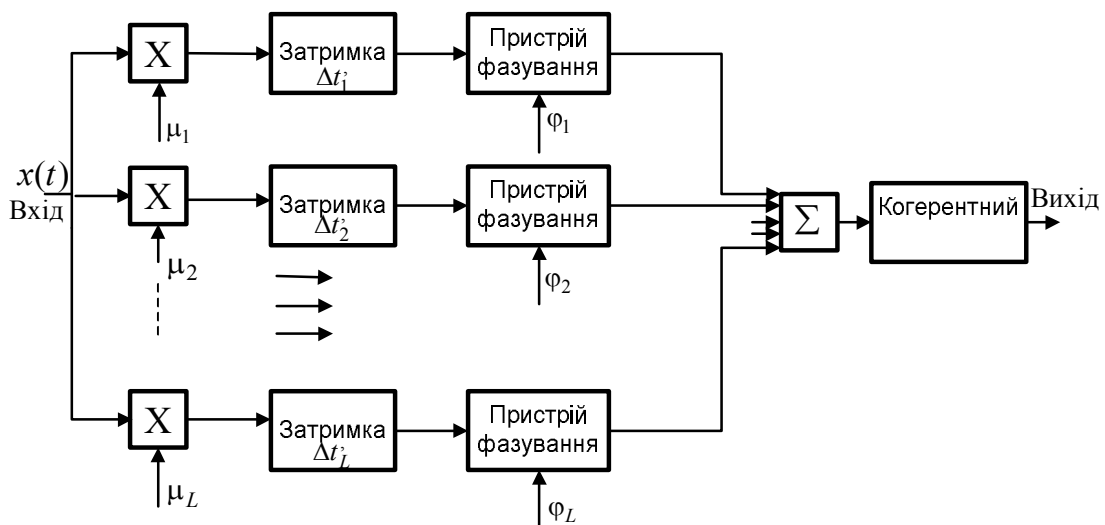 X
Затримка
Δt'₁
Пристрій
фазування
μ₁
φ₁
x(t)
Вхід
X
Затримка
Δt'₂
Пристрій
фазування
μ₂
φ₂
Σ
Когерентний
Вихід
X
Затримка
Δt'L
Пристрій
фазування
μL
φL